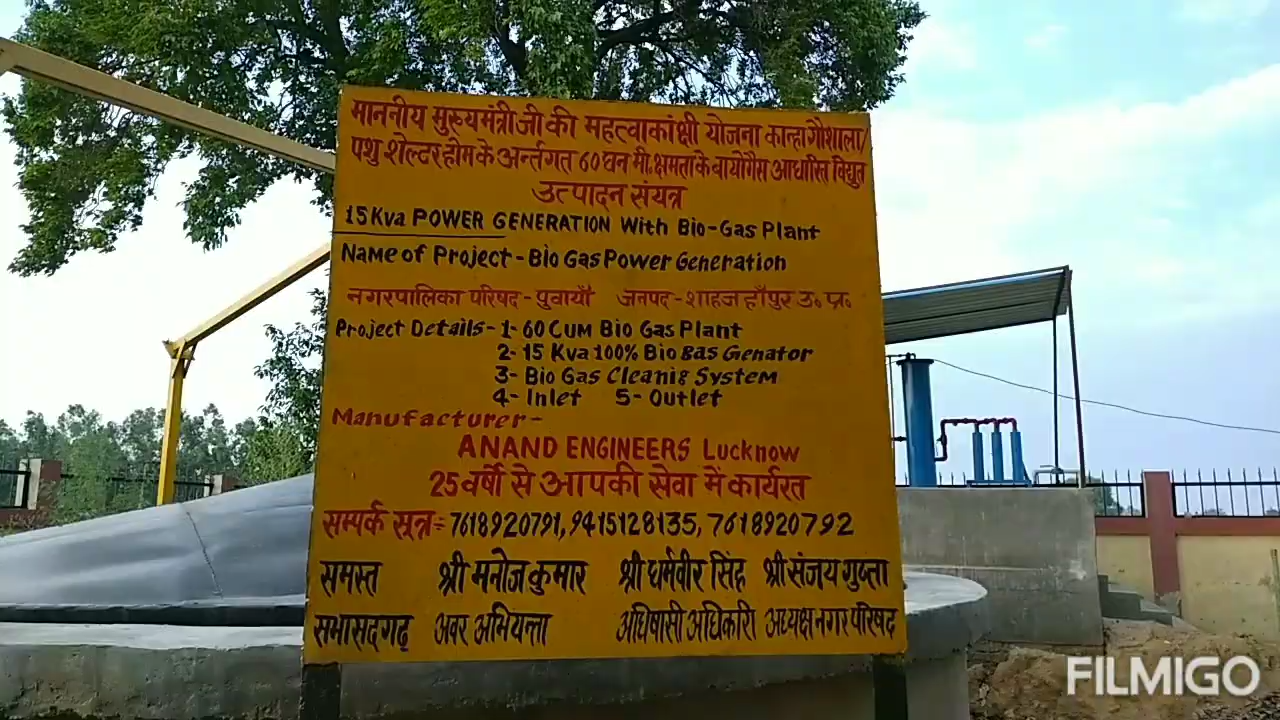 माननीय मुख्यमंत्री जी की महत्वाकांक्षी योजना कान्हा गौशाला/
पशु शेल्टर होम के अर्न्तगत 60 घन मी. क्षमता के बायोगैस आधारित विद्युत
उत्पादन संयत्र
15 Kva POWER GENERATION With Bio-Gas Plant
Name of Project - Bio Gas Power Generation
नगरपालिका परिषद - पुवायाँ जनपद - शाहजहाँपुर उ० प्र०
Project Details - 1- 60 Cum Bio Gas Plant
2- 15 Kva 100% Bio Gas Genator
3- Bio Gas Cleanig System
4- Inlet 5- Outlet
Manufacturer -
ANAND ENGINEERS Lucknow
25 वर्षो से आपकी सेवा में कार्यरत
सम्पर्क सूत्र:- 7618920791, 9415128135, 7618920792
समस्त श्री मनोज कुमार श्री धर्मवीर सिंह श्री संजय गुप्ता
सभासदगढ़ अवर अभियन्ता अधिषासी अधिकारी अध्यक्ष नगर परिषद
FILMIGO